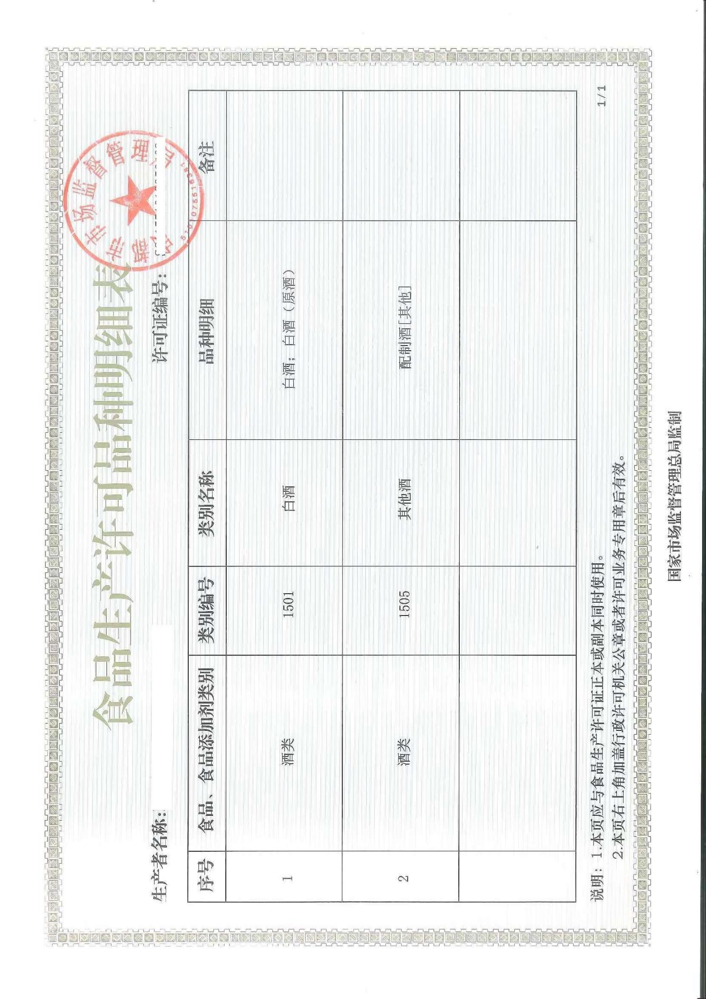 食品生产许可品种明细表
生产者名称:
许可证编号:
市场监督管理局
序号 食品、食品添加剂类别 类别编号 类别名称 品种明细 备注
1 酒类 1501 白酒 白酒；白酒（原酒）
2 酒类 1505 其他酒 配制酒[其他]
说明：1.本页应与食品生产许可证正本或副本同时使用。
2.本页右上角加盖行政许可机关公章或者许可业务专用章后有效。
1/1
国家市场监督管理总局监制